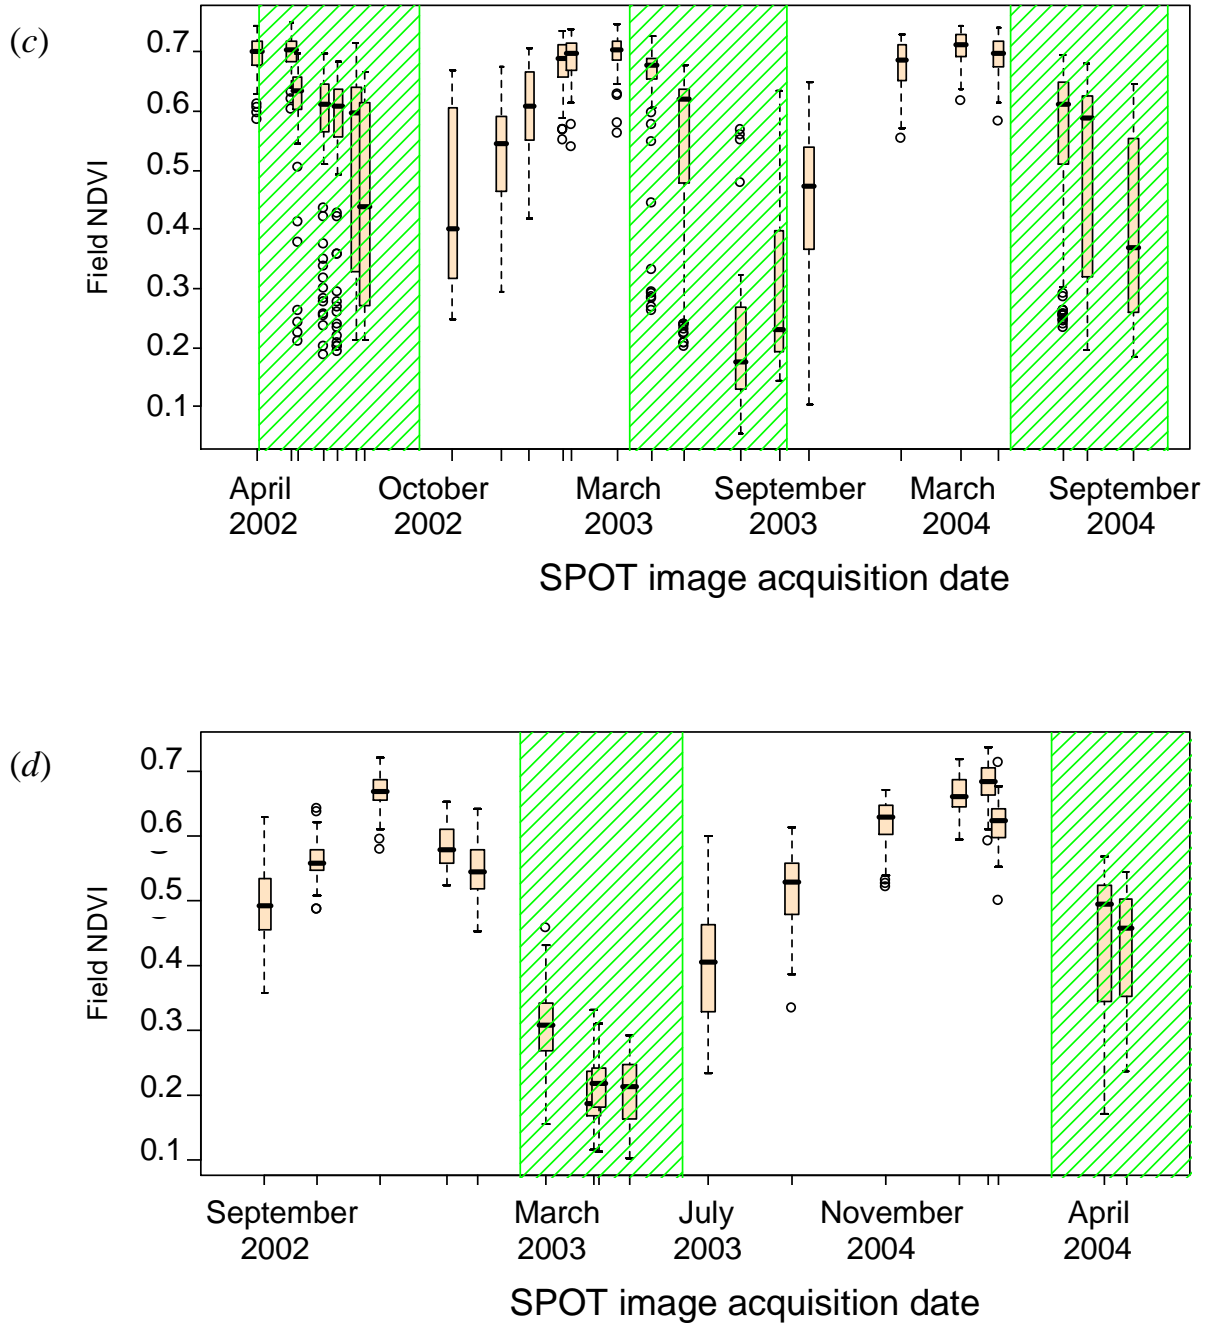 (c)
Field NDVI
0.7
0.6
0.5
0.4
0.3
0.2
0.1
April 2002
October 2002
March 2003
September 2003
March 2004
September 2004
SPOT image acquisition date
(d)
Field NDVI
0.7
0.6
0.5
0.4
0.3
0.2
0.1
September 2002
March 2003
July 2003
November 2004
April 2004
SPOT image acquisition date